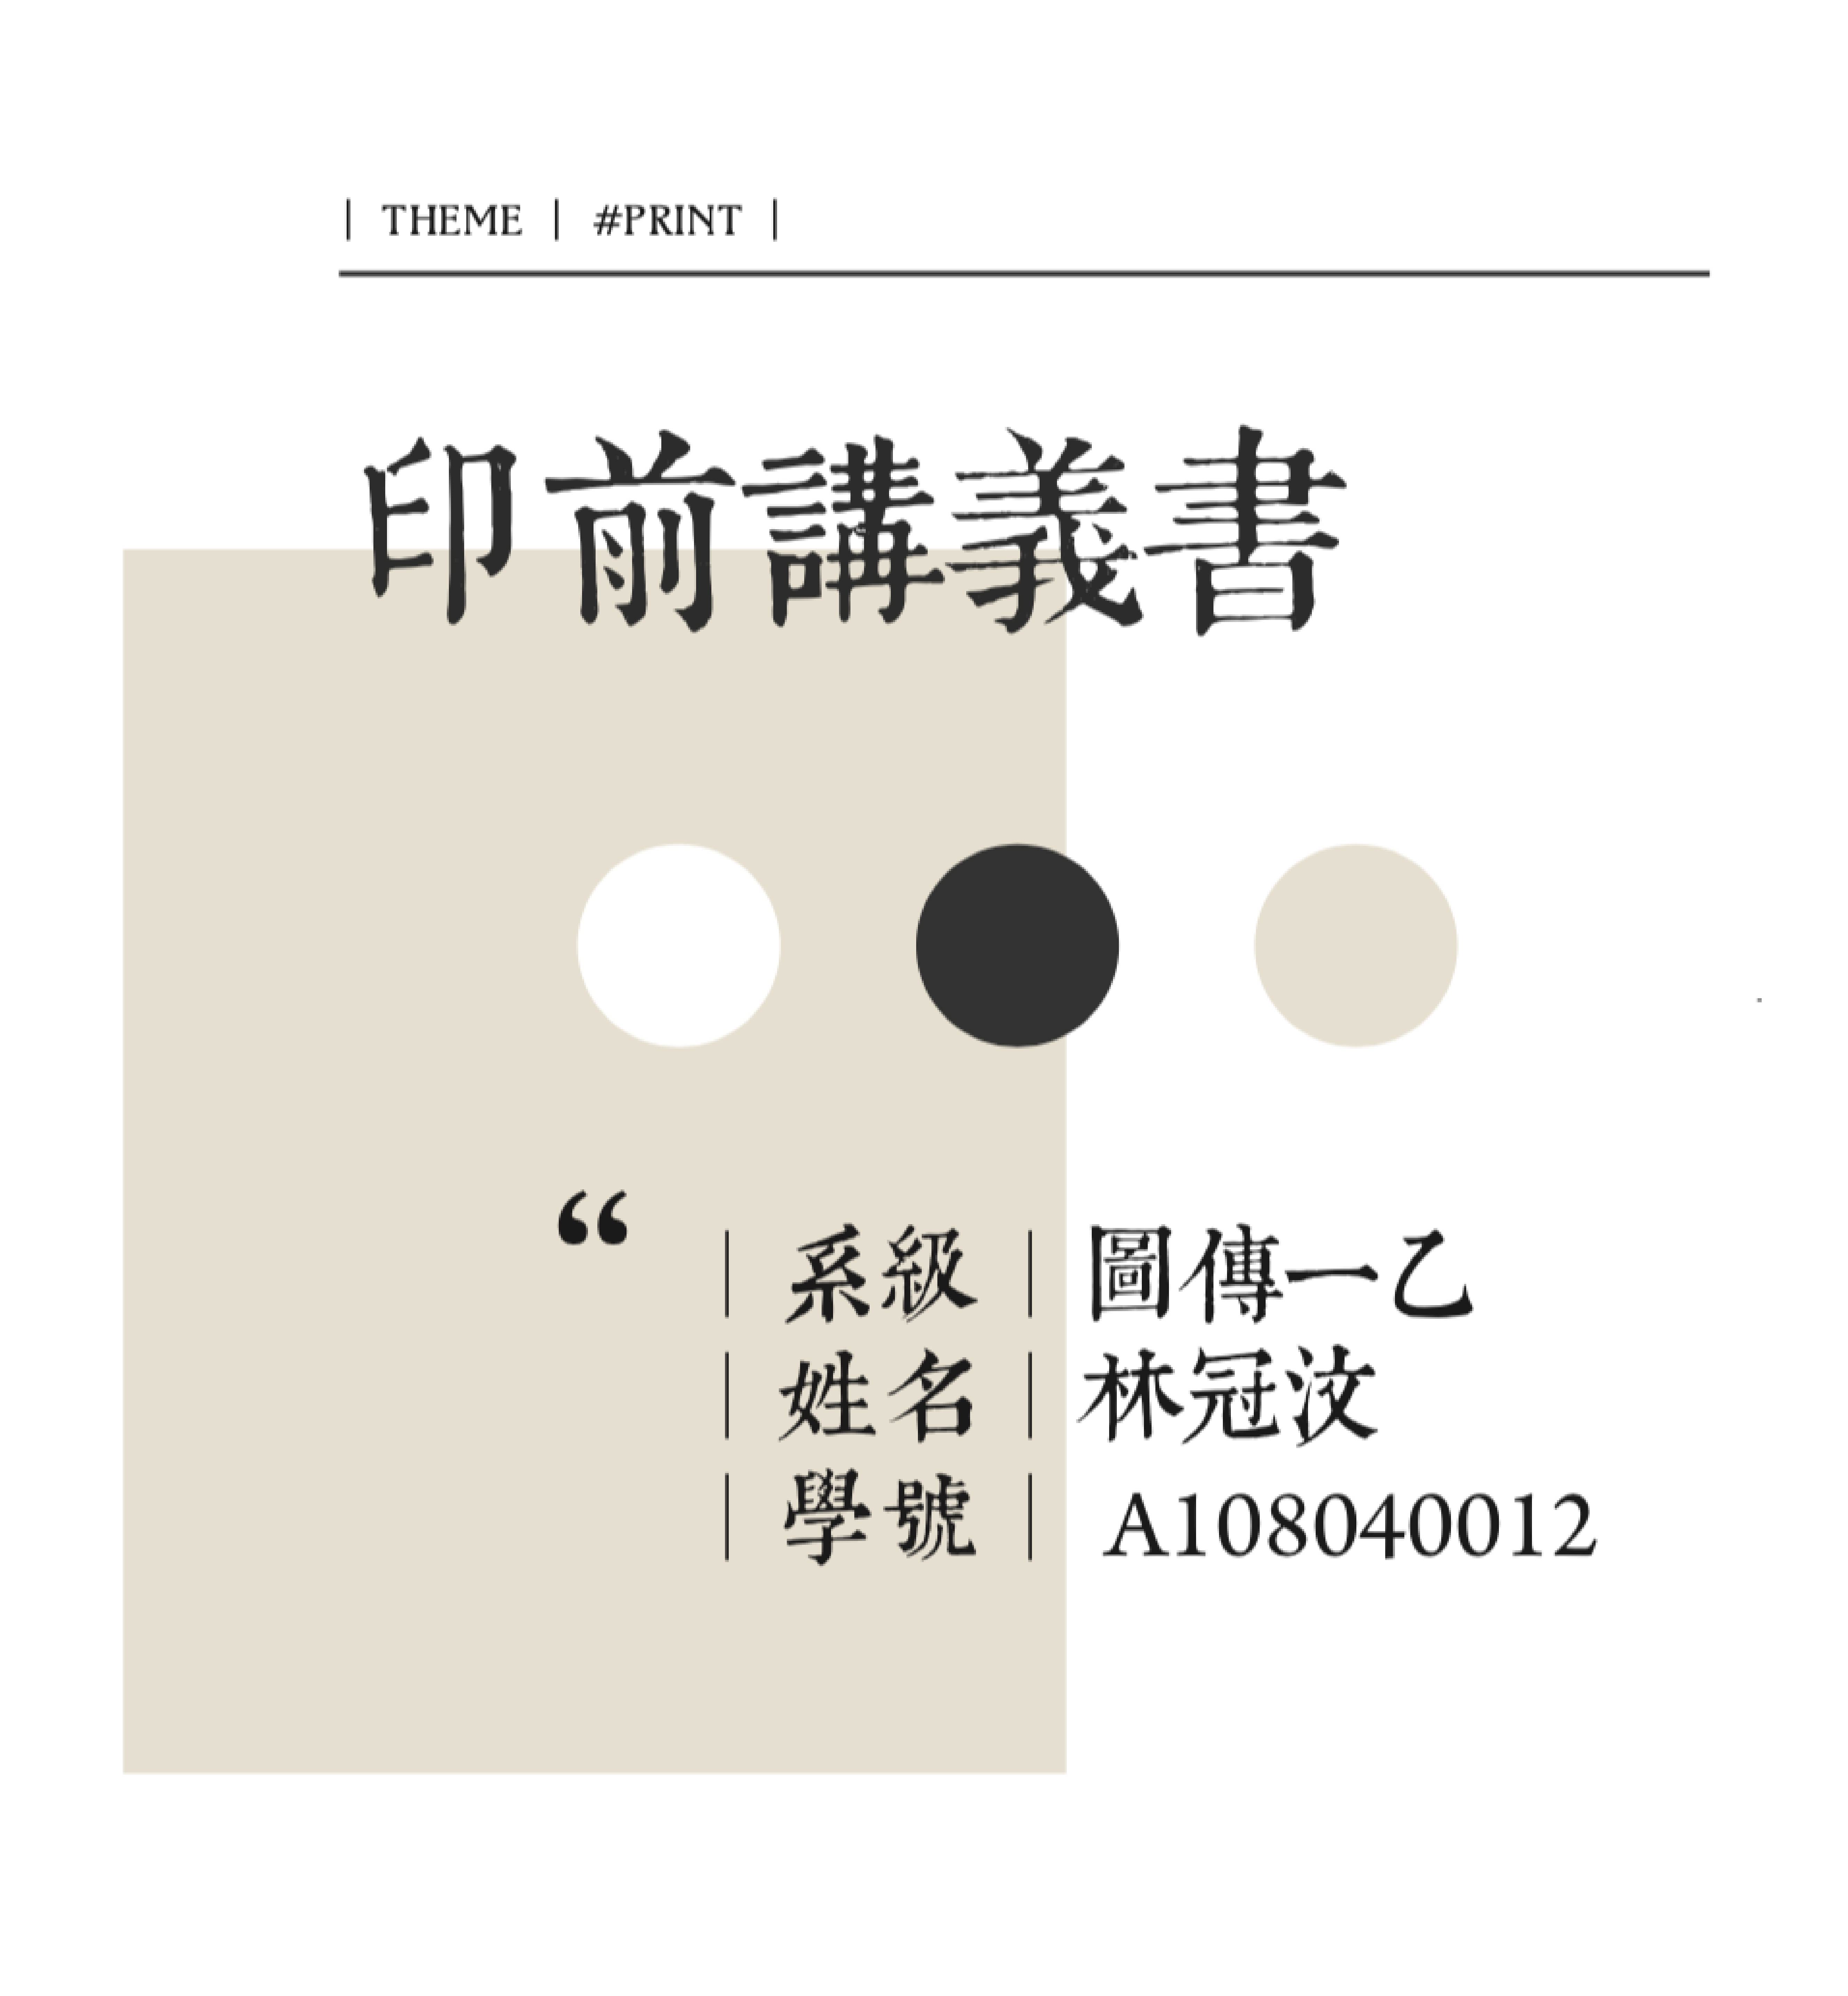 | THEME | #PRINT |
印前講義書
“
| 系級 | 圖傳一乙
| 姓名 | 林冠汶
| 學號 | A108040012